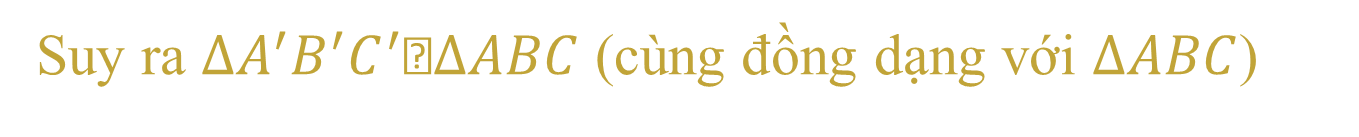 Suy ra Δ𝐴′𝐵′𝐶′⍰Δ𝐴𝐵𝐶 (cùng đồng dạng với Δ𝐴𝐵𝐶)